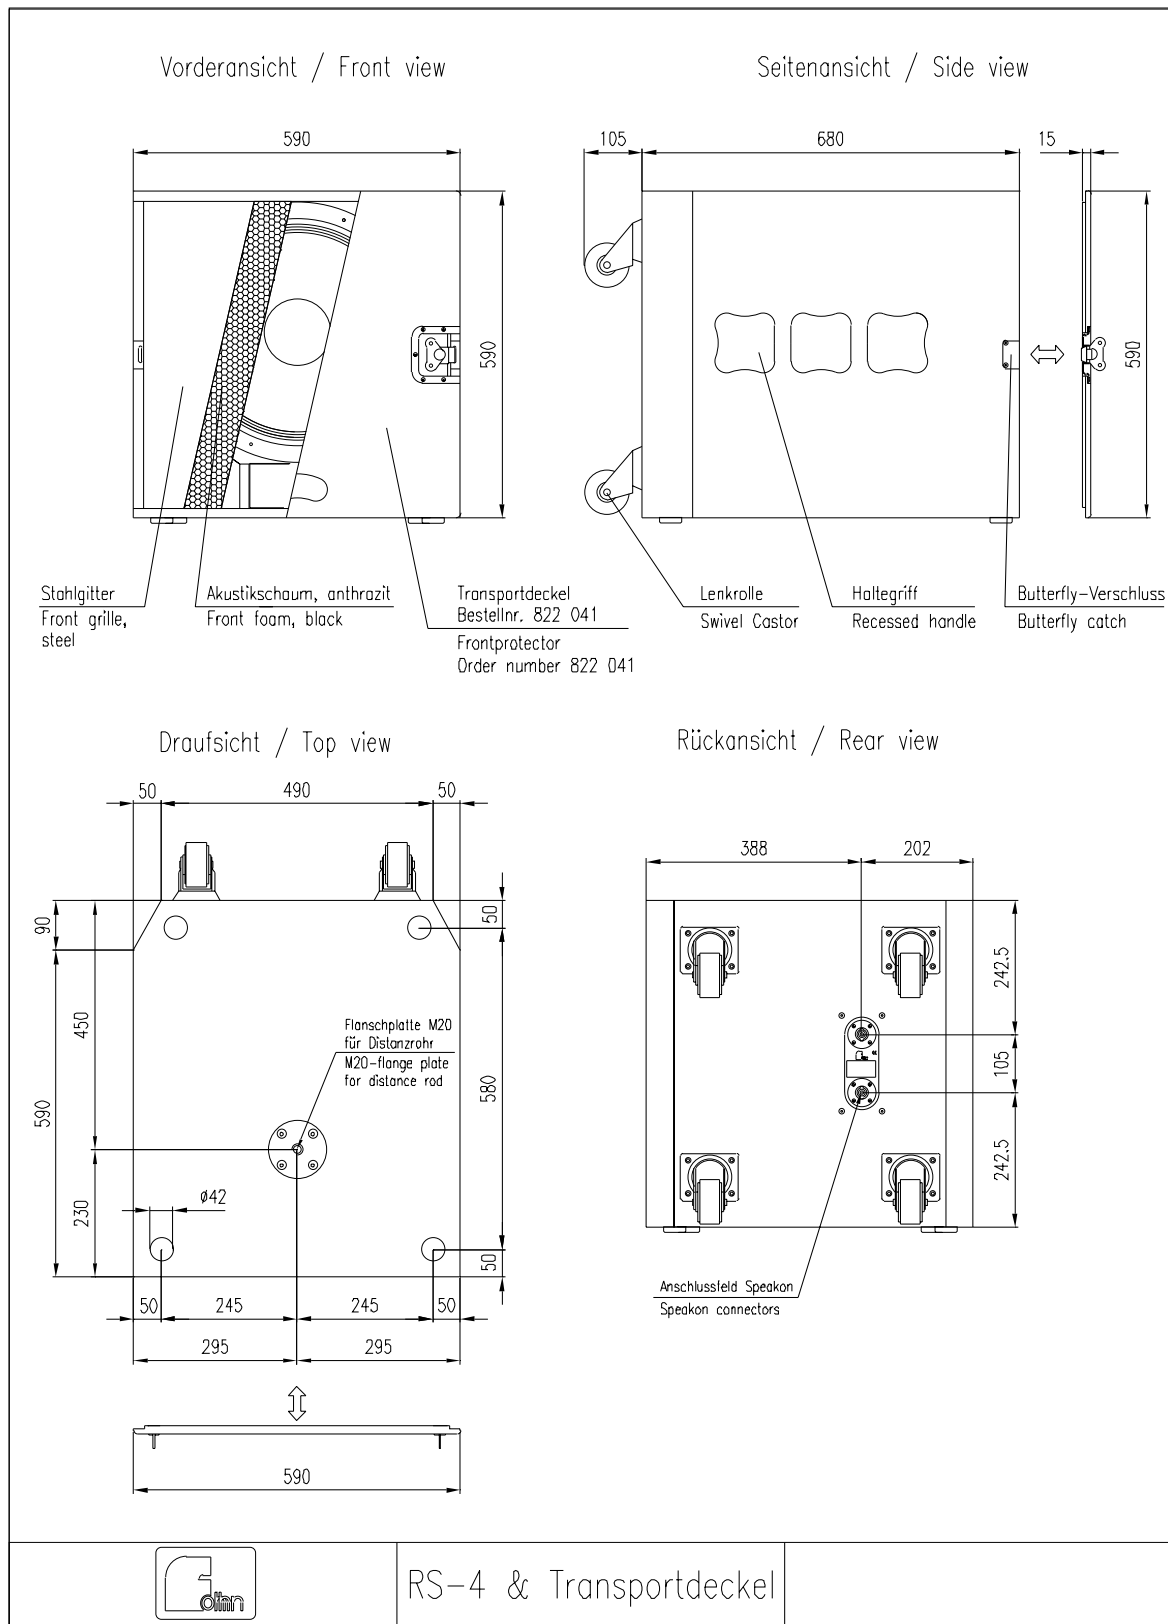 Vorderansicht / Front view
Seitenansicht / Side view
590
105
680
15
590
590
Stahlgitter
Front grille,
steel
Akustikschaum, anthrazit
Front foam, black
Transportdeckel
Bestellnr. 822 041
Frontprotector
Order number 822 041
Lenkrolle
Swivel Castor
Haltegriff
Recessed handle
Butterfly-Verschluss
Butterfly catch
Draufsicht / Top view
Rückansicht / Rear view
50
490
50
388
202
90
450
50
242.5
Flanschplatte M20
für Distanzrohr
M20-flange plate
for distance rod
580
105
590
230
ø42
242.5
50
50
245
245
50
295
295
Anschlussfeld Speakon
Speakon connectors
590
Fohhn
RS-4 & Transportdeckel